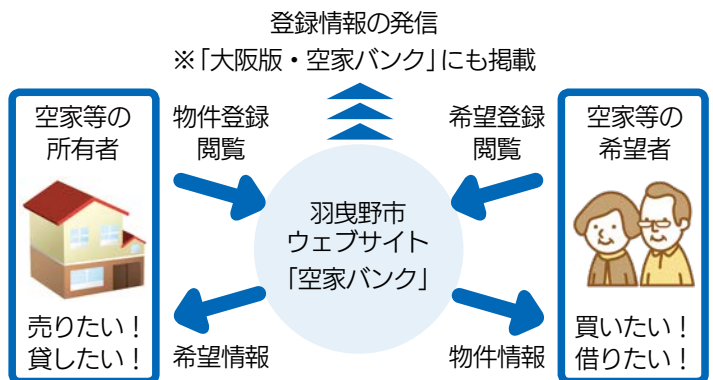 登録情報の発信
※「大阪版・空家バンク」にも掲載
空家等の
所有者
物件登録
閲覧
希望登録
閲覧
空家等の
希望者
羽曳野市
ウェブサイト
「空家バンク」
売りたい！
貸したい！
希望情報
物件情報
買いたい！
借りたい！